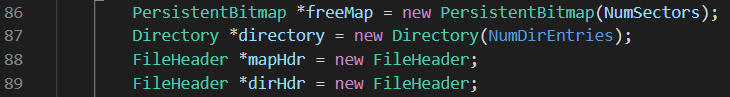 86 PersistentBitmap *freeMap = new PersistentBitmap(NumSectors);
87 Directory *directory = new Directory(NumDirEntries);
88 FileHeader *mapHdr = new FileHeader;
89 FileHeader *dirHdr = new FileHeader;